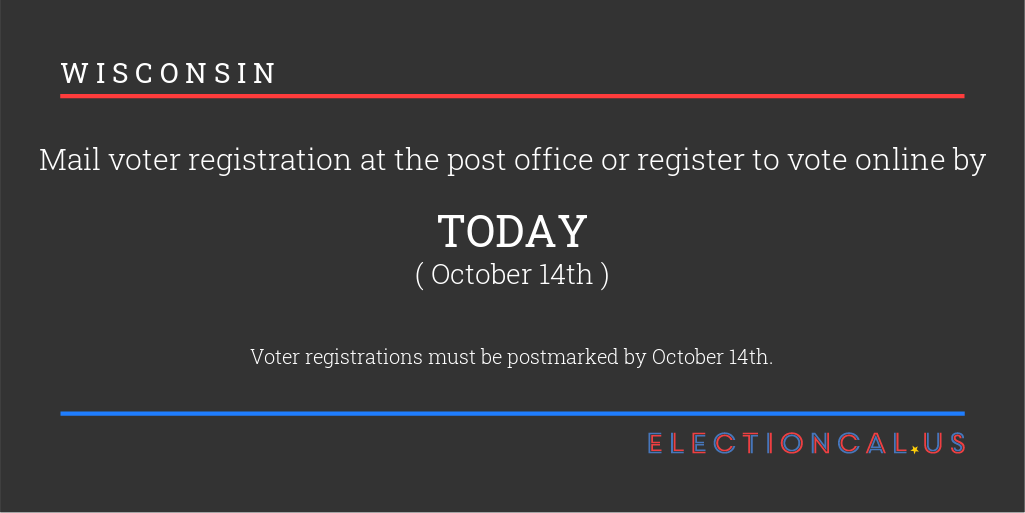 WISCONSIN
Mail voter registration at the post office or register to vote online by
TODAY
( October 14th )
Voter registrations must be postmarked by October 14th.
ELECTIONCAL.US